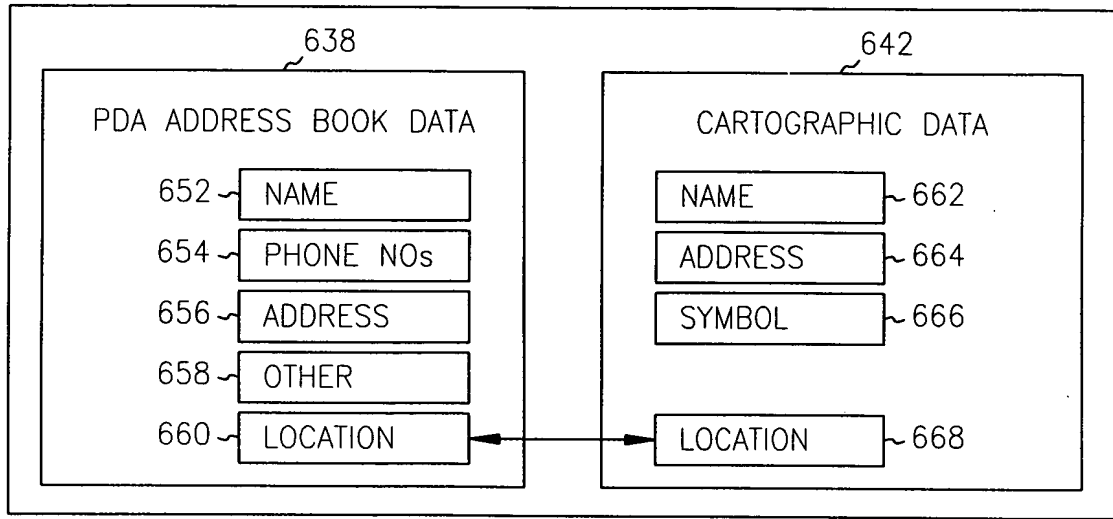 638
PDA ADDRESS BOOK DATA
652 NAME
654 PHONE NOs
656 ADDRESS
658 OTHER
660 LOCATION
642
CARTOGRAPHIC DATA
NAME 662
ADDRESS 664
SYMBOL 666
LOCATION 668